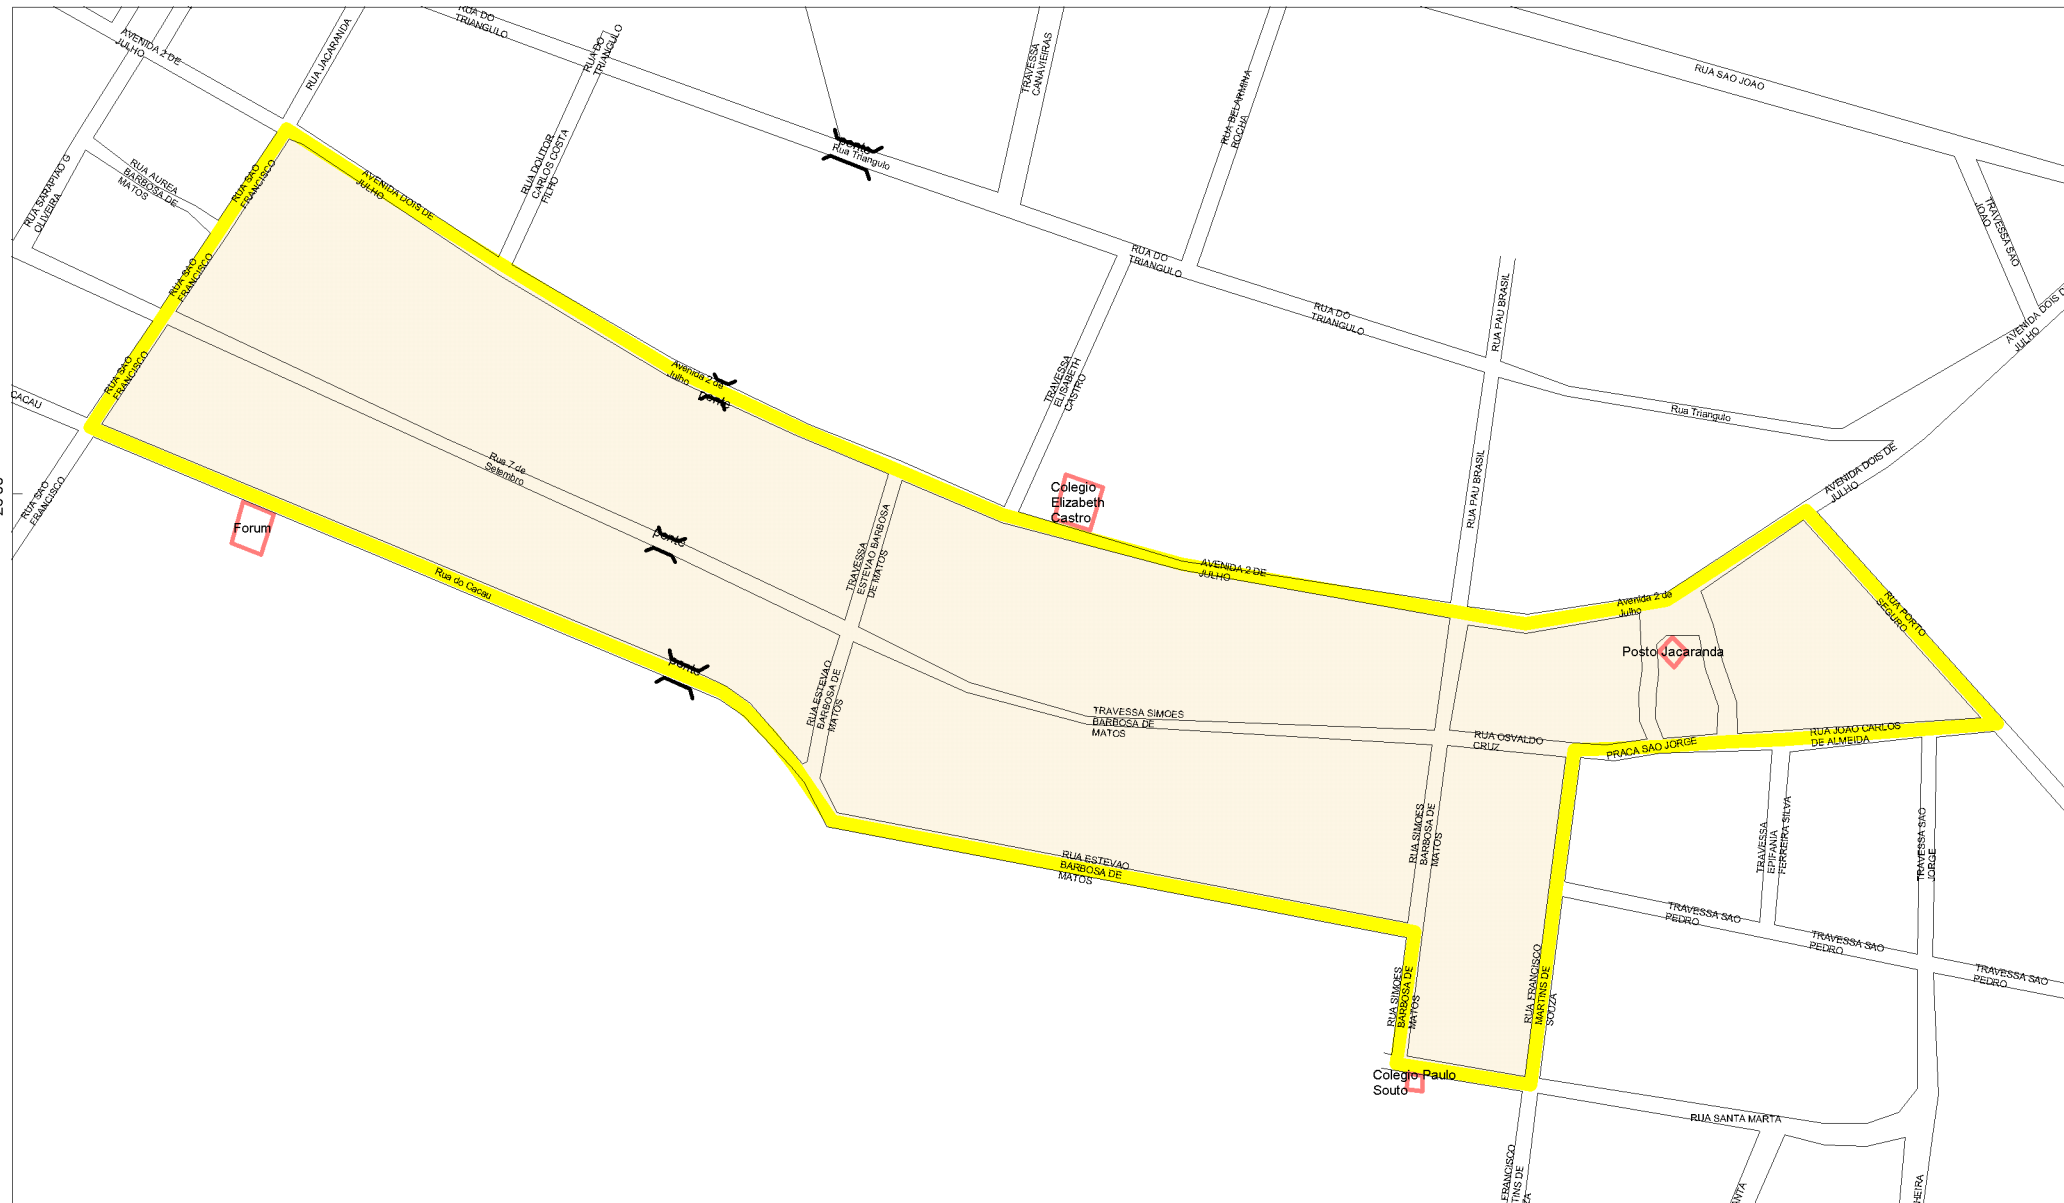 RUA DO
TRIANGULO
AVENIDA 2 DE
JULHO
RUA JACARANDA
RUA DO
TRIANGULO
TRAVESSA
CANAVIEIRAS
RUA BELARMINA
ROCHA
RUA SAO JOAO
ponte
Rua Triangulo
RUA SARAPIAO G
OLIVEIRA
RUA AUREA
BARBOSA DE
MATOS
RUA SAO
FRANCISCO
AVENIDA DOIS DE
JULHO
RUA DOUTOR
CARLOS COSTA
FILHO
TRAVESSA SAO
JOAO
RUA SAO
FRANCISCO
RUA DO
TRIANGULO
RUA DO
TRIANGULO
RUA PAU BRASIL
AVENIDA DOIS D
JULHO
RUA SAO
FRANCISCO
Avenida 2 de
Julho
ponte
TRAVESSA
ELISABETH
CASTRO
Rua Triangulo
CACAU
RUA SAO
FRANCISCO
Rua 7 de
Setembro
Colegio
Elizabeth
Castro
RUA PAU BRASIL
AVENIDA DOIS DE
JULHO
Forum
ponte
TRAVESSA
ESTEVAO BARBOSA
DE MATOS
Rua do Cacau
AVENIDA 2 DE
JULHO
Avenida 2 de
Julho
RUA PORTO
SEGURO
ponte
Posto Jacaranda
RUA ESTEVAO
BARBOSA DE
MATOS
TRAVESSA SIMOES
BARBOSA DE
MATOS
RUA OSVALDO
CRUZ
PRACA SAO JORGE
RUA JOAO CARLOS
DE ALMEIDA
RUA SIMOES
BARBOSA DE
MATOS
TRAVESSA
EPIFANIA
FERREIRA SILVA
TRAVESSA SAO
JORGE
RUA ESTEVAO
BARBOSA DE
MATOS
TRAVESSA SAO
PEDRO
TRAVESSA SAO
PEDRO
TRAVESSA SAO
PEDRO
RUA SIMOES
BARBOSA DE
MATOS
RUA FRANCISCO
MARTINS DE
SOUZA
Colegio Paulo
Souto
RUA SANTA MARTA
FRANCISCO
TINS DE
ZA
ANTA
HEIRA